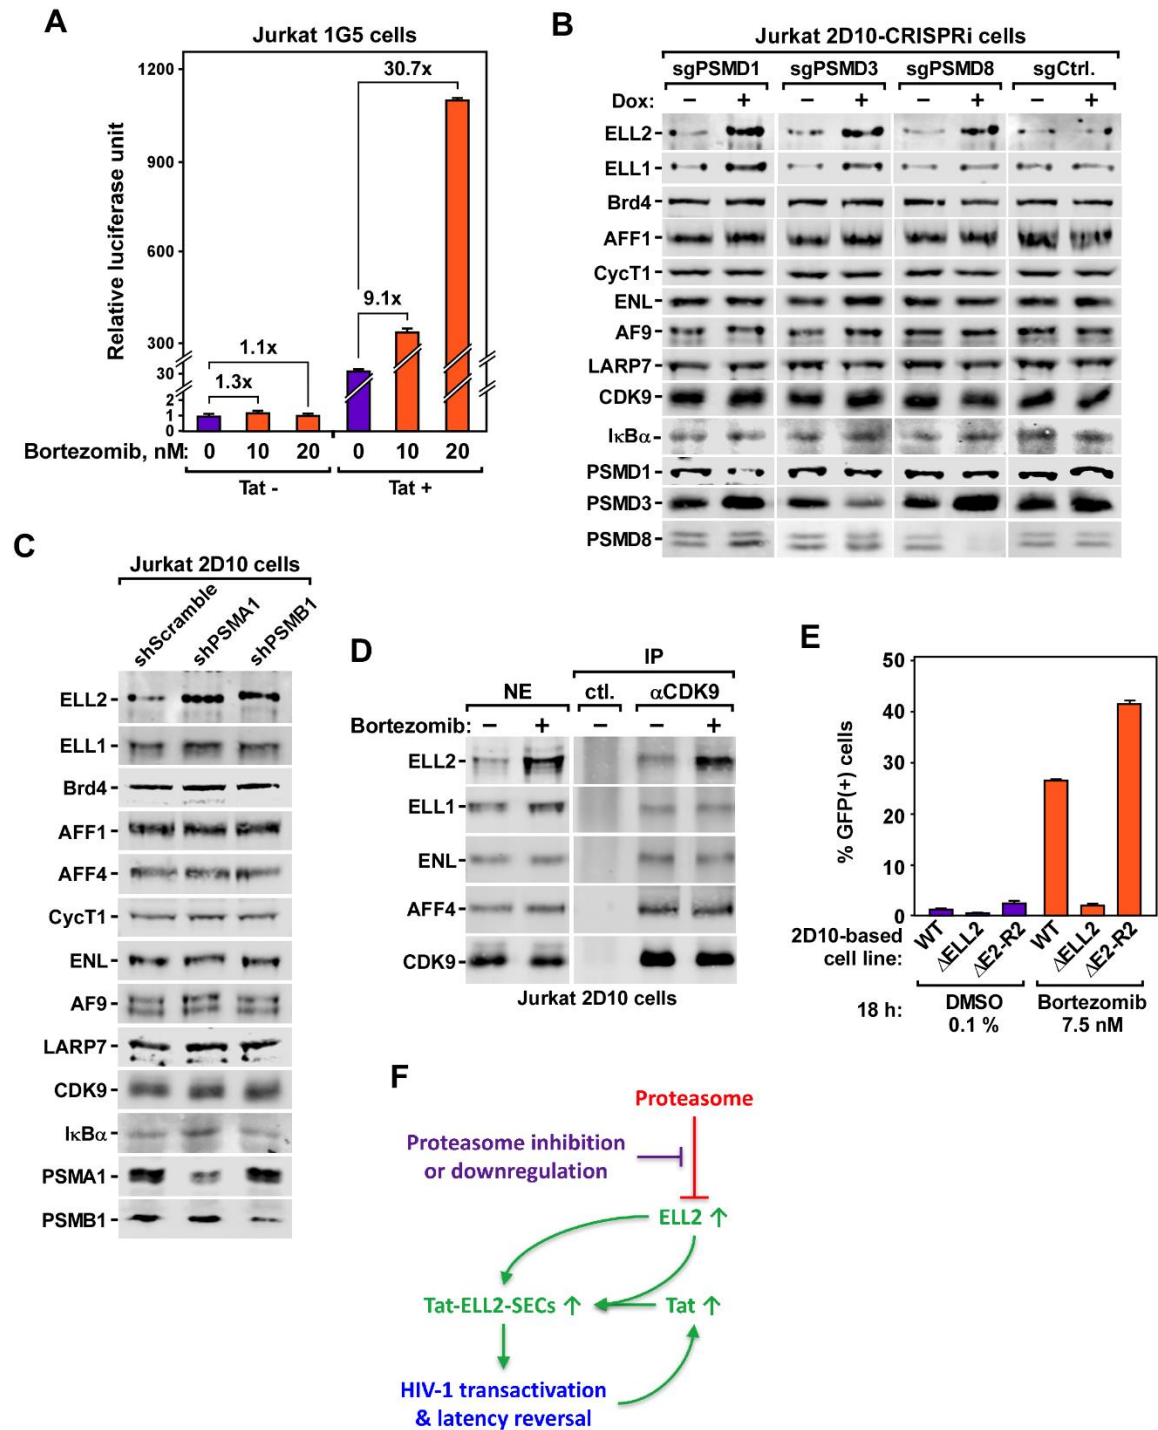 A
Jurkat 1G5 cells
Relative luciferase unit
1200
900
600
300
30
2
1
0
30.7x
9.1x
1.1x
1.3x
Bortezomib, nM: 0 10 20 0 10 20
Tat - Tat +
B
Jurkat 2D10-CRISPRi cells
sgPSMD1 sgPSMD3 sgPSMD8 sgCtrl.
Dox: − + − + − + − +
ELL2
ELL1
Brd4
AFF1
CycT1
ENL
AF9
LARP7
CDK9
IκBα
PSMD1
PSMD3
PSMD8
C
Jurkat 2D10 cells
shScramble
shPSMA1
shPSMB1
ELL2
ELL1
Brd4
AFF1
AFF4
CycT1
ENL
AF9
LARP7
CDK9
IκBα
PSMA1
PSMB1
D
IP
NE ctl. αCDK9
Bortezomib: − + − − +
ELL2
ELL1
ENL
AFF4
CDK9
Jurkat 2D10 cells
E
% GFP(+) cells
50
40
30
20
10
0
2D10-based
cell line:
WT
ΔELL2
ΔE2-R2
WT
ΔELL2
ΔE2-R2
18 h: DMSO Bortezomib
0.1 % 7.5 nM
F
Proteasome
Proteasome inhibition
or downregulation
ELL2 ↑
Tat-ELL2-SECs ↑ Tat ↑
HIV-1 transactivation
& latency reversal